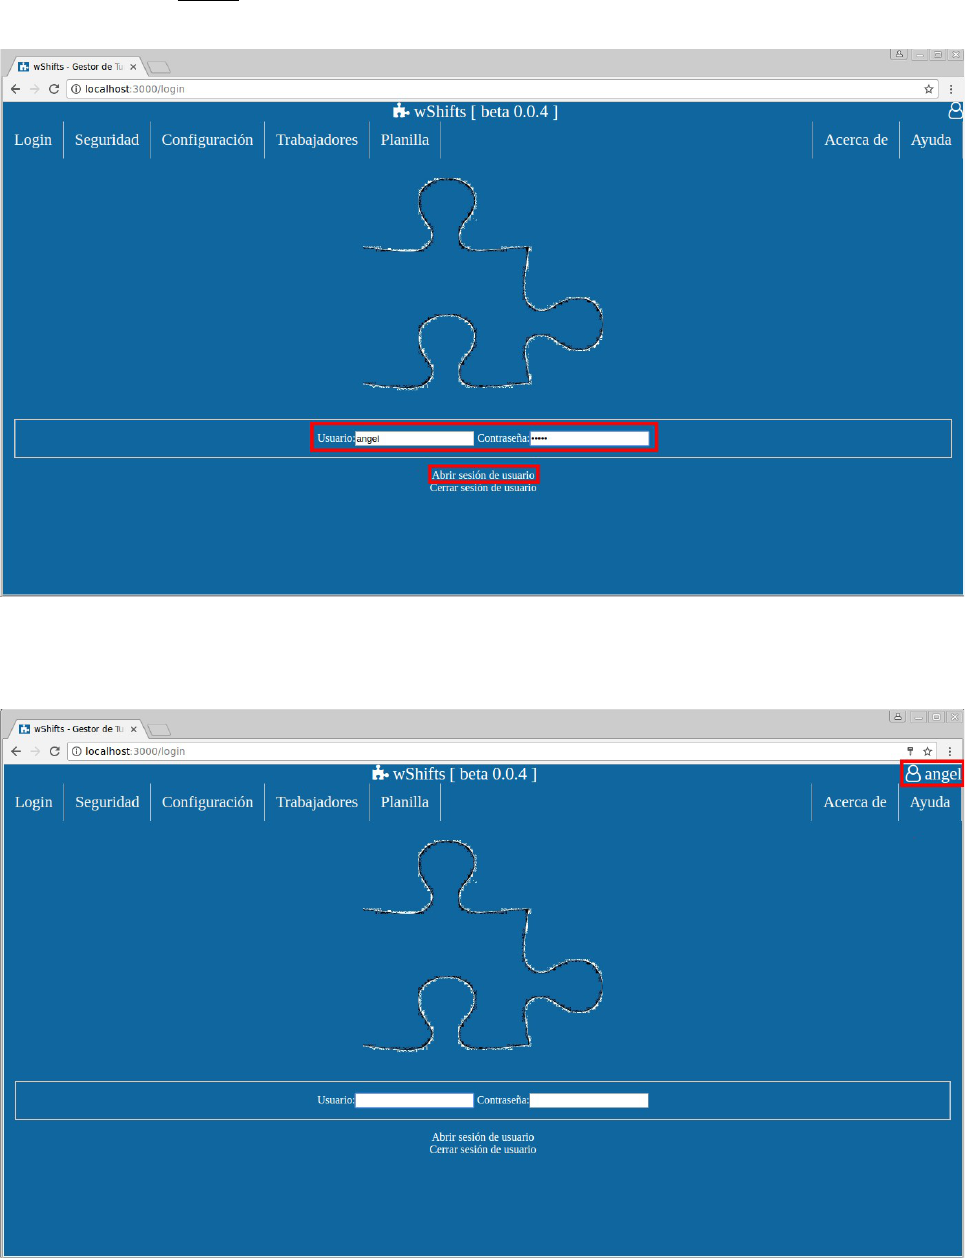 wShifts - Gestor de Tu
localhost:3000/login
wShifts [ beta 0.0.4 ]
Login Seguridad Configuración Trabajadores Planilla Acerca de Ayuda
Usuario:angel Contraseña:•••••
Abrir sesión de usuario
Cerrar sesión de usuario
wShifts - Gestor de Tu
localhost:3000/login
wShifts [ beta 0.0.4 ] angel
Login Seguridad Configuración Trabajadores Planilla Acerca de Ayuda
Usuario: Contraseña:
Abrir sesión de usuario
Cerrar sesión de usuario